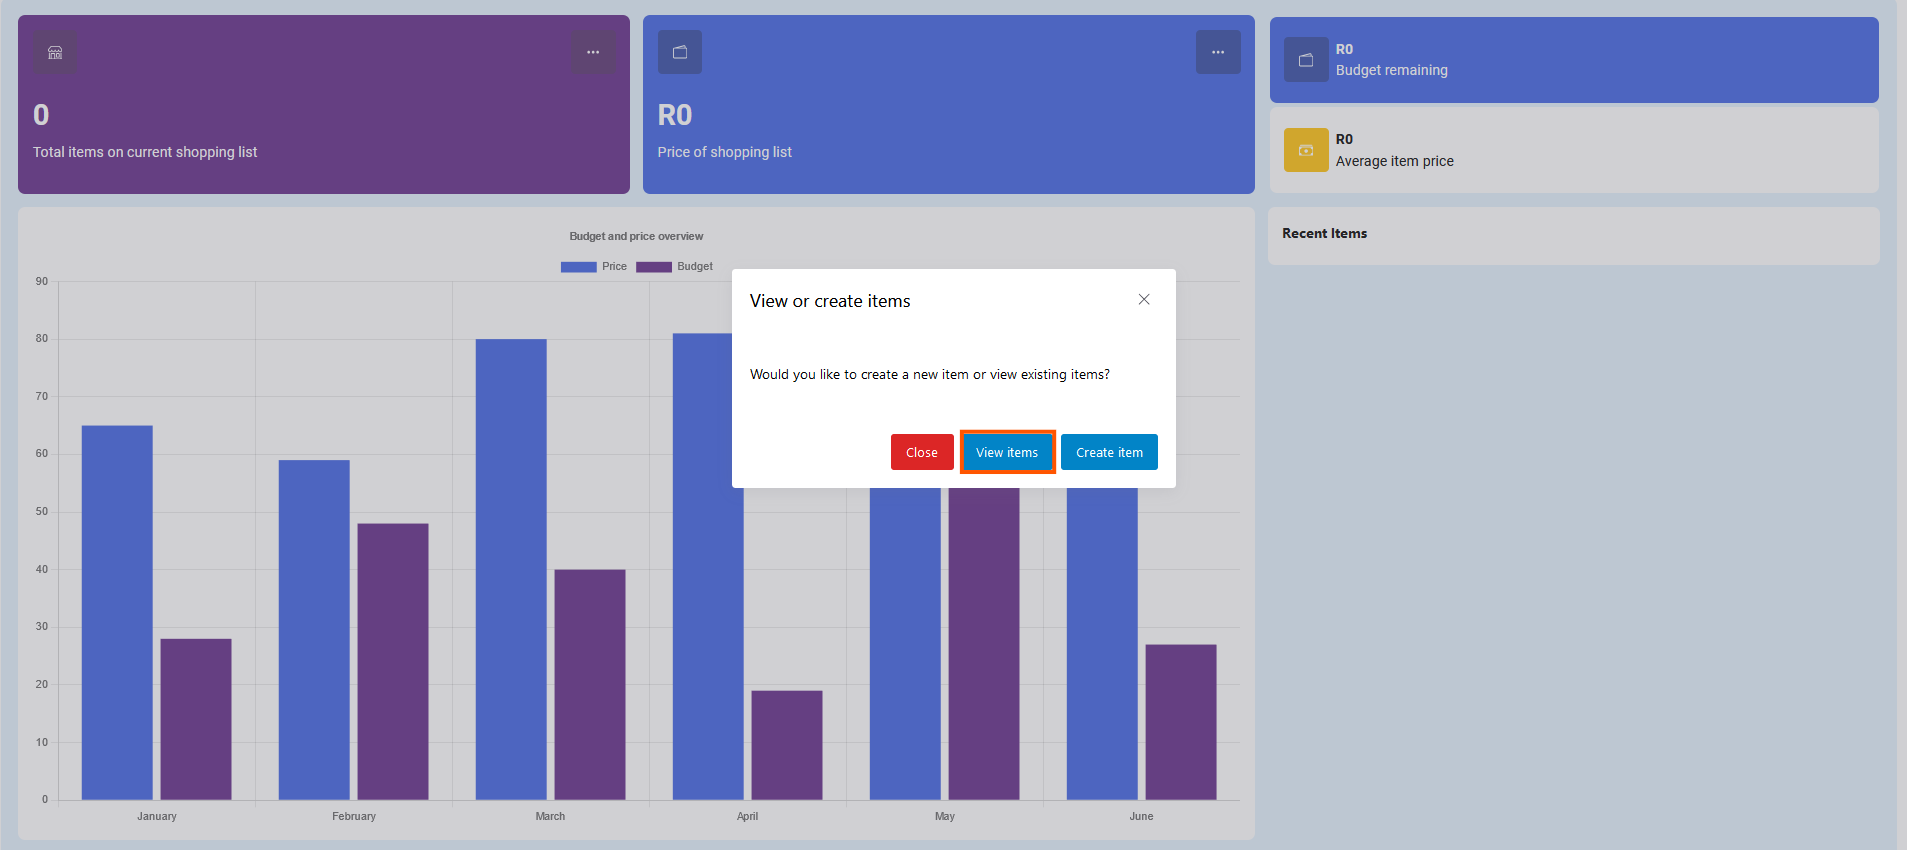 0
Total items on current shopping list
R0
Price of shopping list
R0
Budget remaining
R0
Average item price
Budget and price overview
Price Budget
Recent Items
View or create items
Would you like to create a new item or view existing items?
Close View items Create item
90
80
70
60
50
40
30
20
10
0
January February March April May June